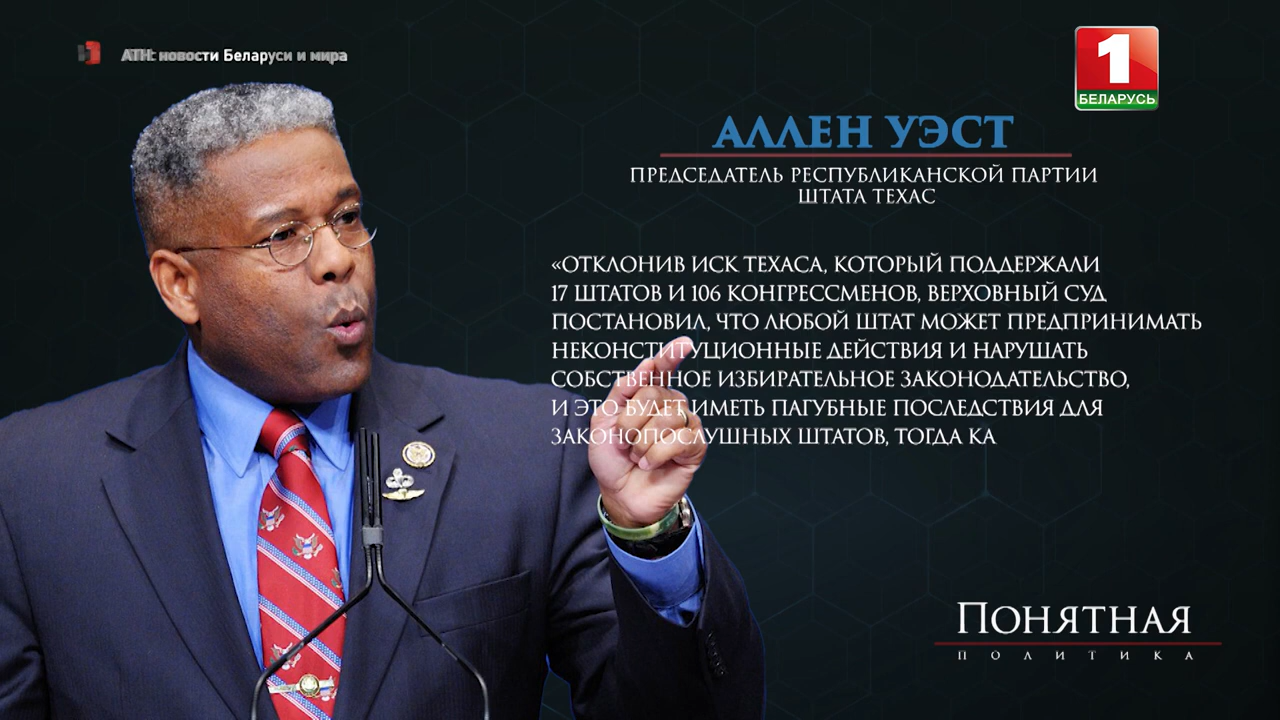 АТН: новости Беларуси и мира
1
БЕЛАРУСЬ
АЛЛЕН УЭСТ
ПРЕДСЕДАТЕЛЬ РЕСПУБЛИКАНСКОЙ ПАРТИИ
ШТАТА ТЕХАС
«ОТКЛОНИВ ИСК ТЕХАСА, КОТОРЫЙ ПОДДЕРЖАЛИ
17 ШТАТОВ И 106 КОНГРЕССМЕНОВ, ВЕРХОВНЫЙ СУД
ПОСТАНОВИЛ, ЧТО ЛЮБОЙ ШТАТ МОЖЕТ ПРЕДПРИНИМАТЬ
НЕКОНСТИТУЦИОННЫЕ ДЕЙСТВИЯ И НАРУШАТЬ
СОБСТВЕННОЕ ИЗБИРАТЕЛЬНОЕ ЗАКОНОДАТЕЛЬСТВО,
И ЭТО БУДЕТ ИМЕТЬ ПАГУБНЫЕ ПОСЛЕДСТВИЯ ДЛЯ
ЗАКОНОПОСЛУШНЫХ ШТАТОВ, ТОГДА КА
ПОНЯТНАЯ
ПОЛИТИКА